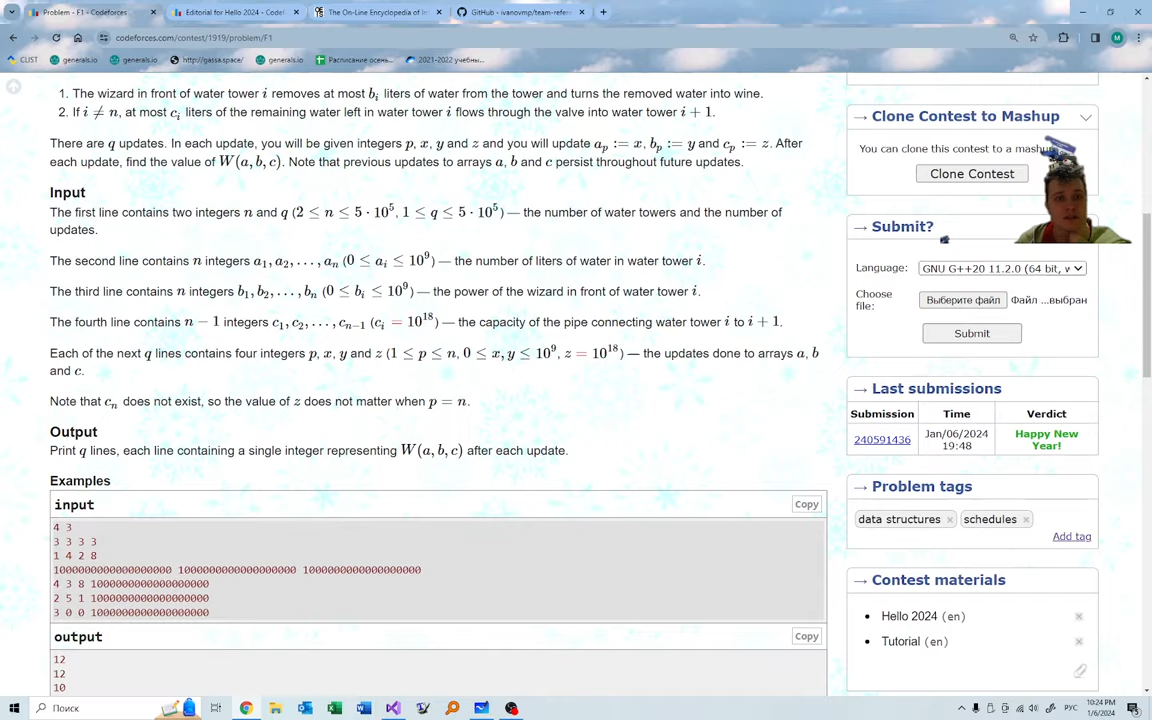 Problem - F1 - Codeforces
Editorial for Hello 2024 - Codef
The On-Line Encyclopedia of In
GitHub - ivanovmp/team-refere
codeforces.com/contest/1919/problem/F1
CLIST generals.io generals.io http://gassa.space/ generals.io Расписание осень... 2021-2022 учебны...
1. The wizard in front of water tower i removes at most b_i liters of water from the tower and turns the removed water into wine.
2. If i ≠ n, at most c_i liters of the remaining water left in water tower i flows through the valve into water tower i + 1.
There are q updates. In each update, you will be given integers p, x, y and z and you will update a_p := x, b_p := y and c_p := z. After
each update, find the value of W(a, b, c). Note that previous updates to arrays a, b and c persist throughout future updates.
Input
The first line contains two integers n and q (2 ≤ n ≤ 5 · 10^5, 1 ≤ q ≤ 5 · 10^5) — the number of water towers and the number of
updates.
The second line contains n integers a_1, a_2, …, a_n (0 ≤ a_i ≤ 10^9) — the number of liters of water in water tower i.
The third line contains n integers b_1, b_2, …, b_n (0 ≤ b_i ≤ 10^9) — the power of the wizard in front of water tower i.
The fourth line contains n − 1 integers c_1, c_2, …, c_{n−1} (c_i = 10^18) — the capacity of the pipe connecting water tower i to i + 1.
Each of the next q lines contains four integers p, x, y and z (1 ≤ p ≤ n, 0 ≤ x, y ≤ 10^9, z = 10^18) — the updates done to arrays a, b
and c.
Note that c_n does not exist, so the value of z does not matter when p = n.
Output
Print q lines, each line containing a single integer representing W(a, b, c) after each update.
Examples
input
Copy
4 3
3 3 3 3
1 4 2 8
1000000000000000000 1000000000000000000 1000000000000000000
4 3 8 1000000000000000000
2 5 1 1000000000000000000
3 0 0 1000000000000000000
output
Copy
12
12
10
→ Clone Contest to Mashup
You can clone this contest to a mashup
Clone Contest
→ Submit?
Language: GNU G++20 11.2.0 (64 bit, v
Choose
file:
Выберите файл Файл ...выбран
Submit
→ Last submissions
Submission Time Verdict
240591436 Jan/06/2024
19:48 Happy New
Year!
→ Problem tags
data structures × schedules ×
Add tag
→ Contest materials
Hello 2024 (en) ×
Tutorial (en) ×
Поиск
РУС
10:24 PM
1/6/2024
5